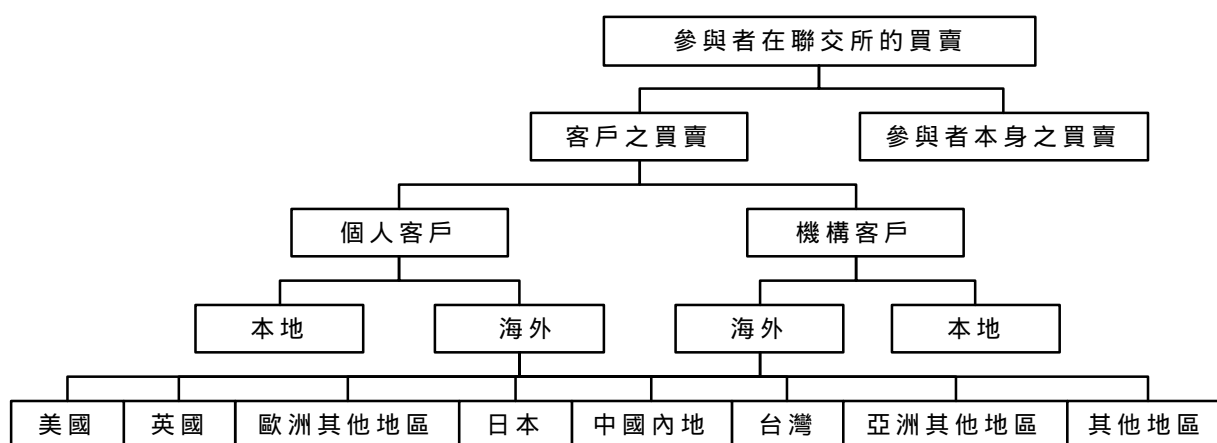 參與者在聯交所的買賣
客戶之買賣
參與者本身之買賣
個人客戶
機構客戶
本地
海外
海外
本地
美國
英國
歐洲其他地區
日本
中國內地
台灣
亞洲其他地區
其他地區